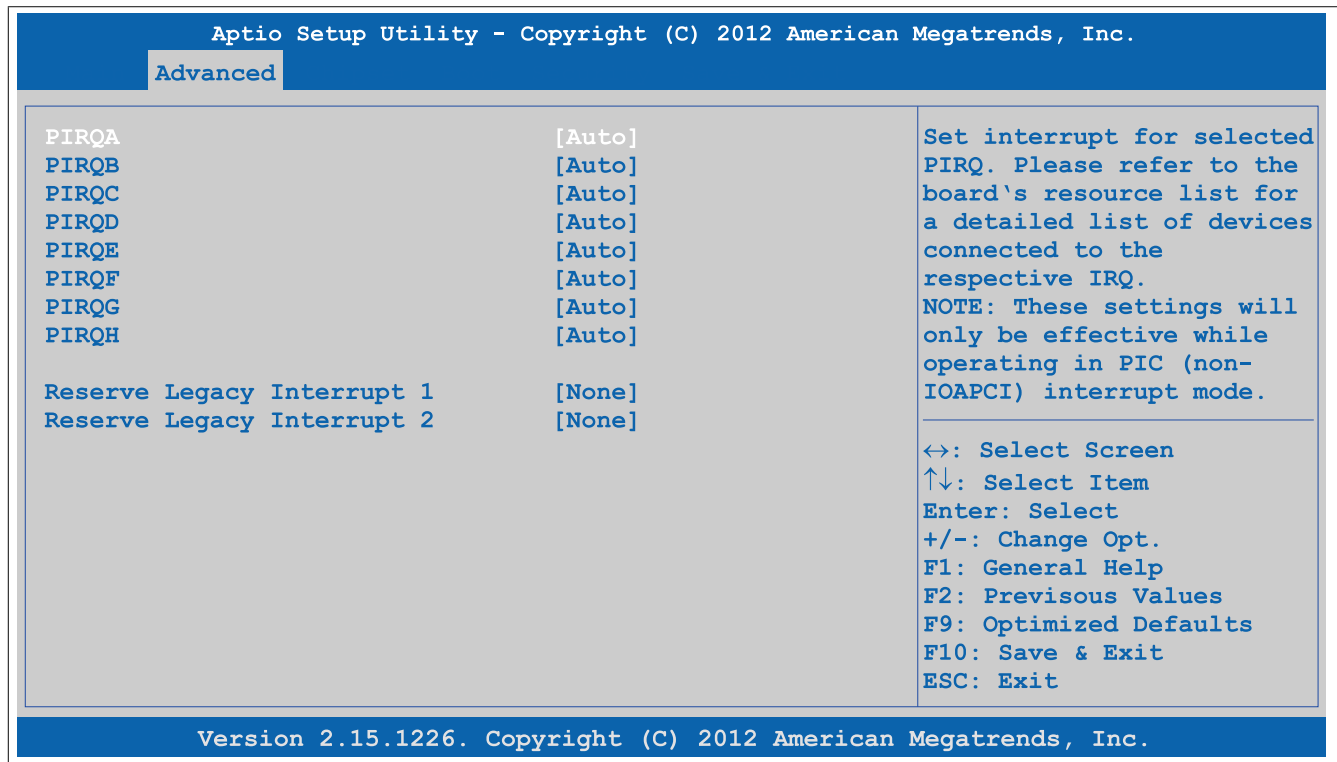 Aptio Setup Utility - Copyright (C) 2012 American Megatrends, Inc.
Advanced
PIRQA [Auto]
PIRQB [Auto]
PIRQC [Auto]
PIRQD [Auto]
PIRQE [Auto]
PIRQF [Auto]
PIRQG [Auto]
PIRQH [Auto]
Reserve Legacy Interrupt 1 [None]
Reserve Legacy Interrupt 2 [None]
Set interrupt for selected
PIRQ. Please refer to the
board‘s resource list for
a detailed list of devices
connected to the
respective IRQ.
NOTE: These settings will
only be effective while
operating in PIC (non-
IOAPCI) interrupt mode.
↔: Select Screen
↑↓: Select Item
Enter: Select
+/-: Change Opt.
F1: General Help
F2: Previsous Values
F9: Optimized Defaults
F10: Save & Exit
ESC: Exit
Version 2.15.1226. Copyright (C) 2012 American Megatrends, Inc.